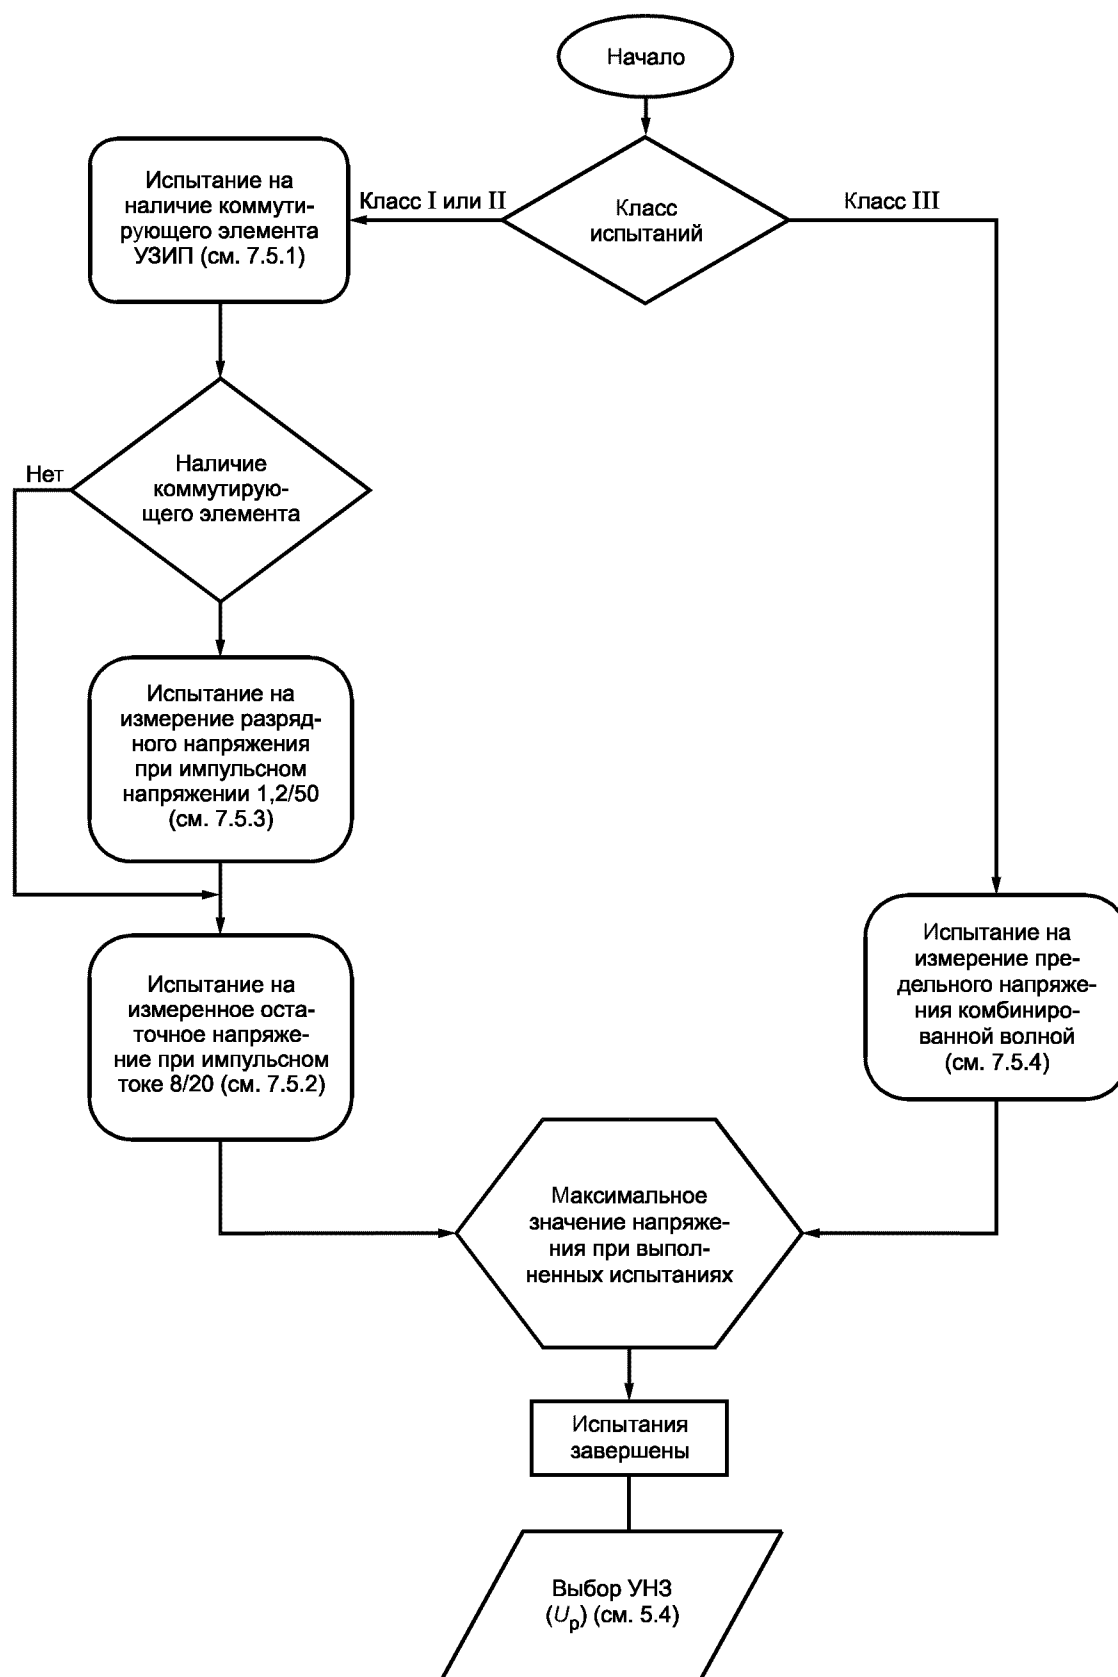 Начало
Класс
испытаний
Класс I или II
Класс III
Испытание на
наличие коммути-
рующего элемента
УЗИП (см. 7.5.1)
Наличие
коммутирую-
щего элемента
Нет
Испытание на
измерение разряд-
ного напряжения
при импульсном
напряжении 1,2/50
(см. 7.5.3)
Испытание на
измеренное оста-
точное напряже-
ние при импульсном
токе 8/20 (см. 7.5.2)
Испытание на
измерение пре-
дельного напряже-
ния комбиниро-
ванной волной
(см. 7.5.4)
Максимальное
значение напряже-
ния при выпол-
ненных испытаниях
Испытания
завершены
Выбор УНЗ
(Uр) (см. 5.4)